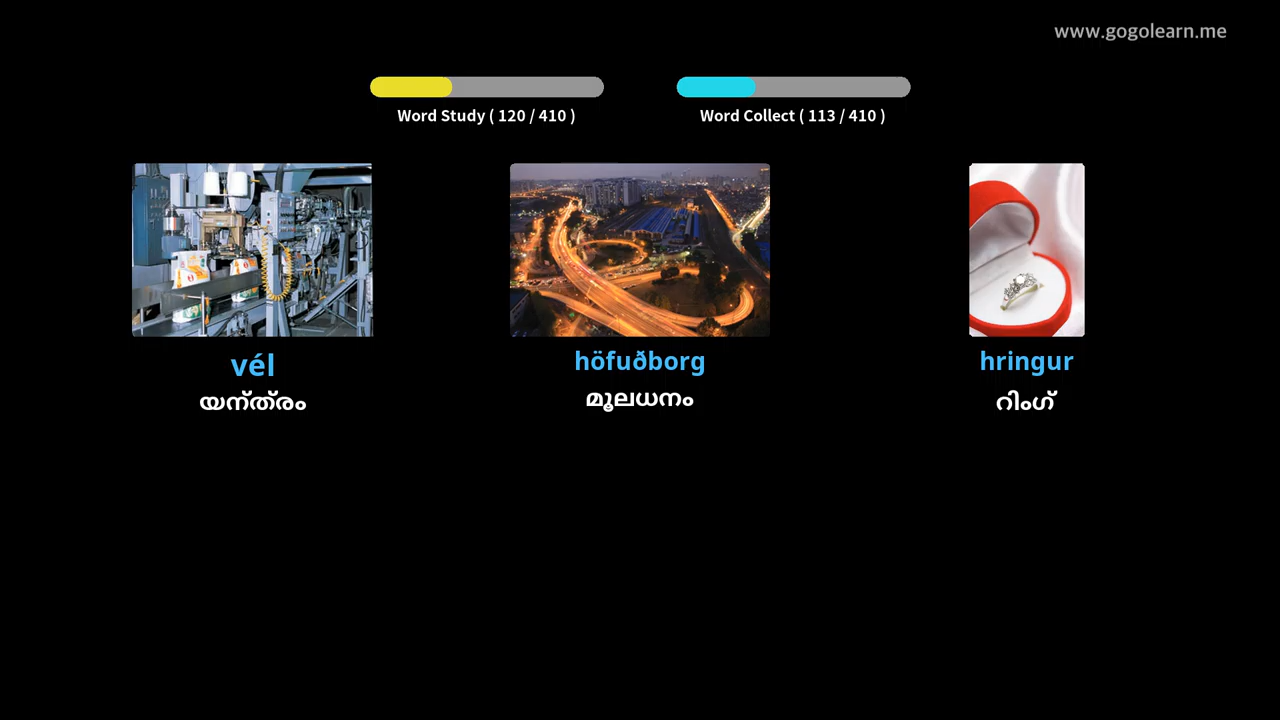 www.gogolearn.me
Word Study ( 120 / 410 )
Word Collect ( 113 / 410 )
vél
höfuðborg
hringur
യന്ത്രം
മൂലധനം
റിംഗ്